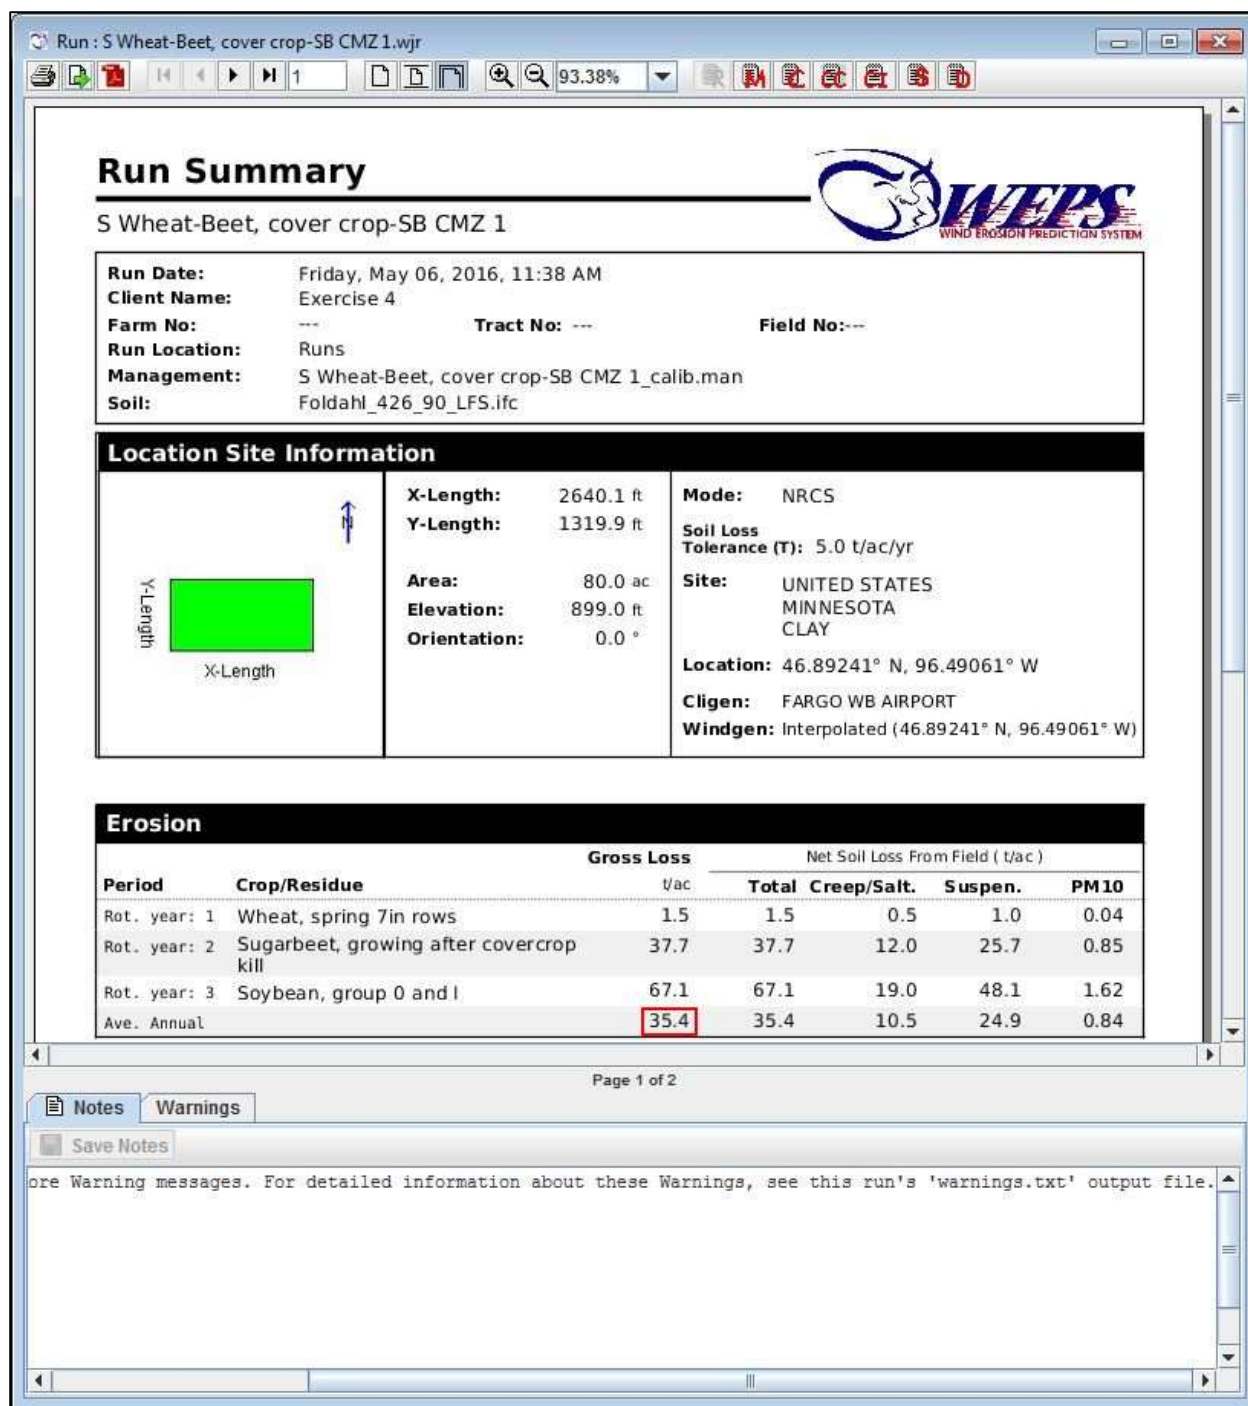 Run : S Wheat-Beet, cover crop-SB CMZ 1.wjr
1
93.38%
R M C CC CI S D
Run Summary
WEPS
WIND EROSION PREDICTION SYSTEM
S Wheat-Beet, cover crop-SB CMZ 1
Run Date: Friday, May 06, 2016, 11:38 AM
Client Name: Exercise 4
Farm No: --- Tract No: --- Field No:---
Run Location: Runs
Management: S Wheat-Beet, cover crop-SB CMZ 1_calib.man
Soil: Foldahl_426_90_LFS.ifc
Location Site Information
N
Y-Length
X-Length
X-Length: 2640.1 ft
Y-Length: 1319.9 ft
Area: 80.0 ac
Elevation: 899.0 ft
Orientation: 0.0 °
Mode: NRCS
Soil Loss
Tolerance (T): 5.0 t/ac/yr
Site: UNITED STATES
MINNESOTA
CLAY
Location: 46.89241° N, 96.49061° W
Cligen: FARGO WB AIRPORT
Windgen: Interpolated (46.89241° N, 96.49061° W)
Erosion
Gross Loss Net Soil Loss From Field ( t/ac )
Period Crop/Residue t/ac Total Creep/Salt. Suspen. PM10
Rot. year: 1 Wheat, spring 7in rows 1.5 1.5 0.5 1.0 0.04
Rot. year: 2 Sugarbeet, growing after covercrop 37.7 37.7 12.0 25.7 0.85
kill
Rot. year: 3 Soybean, group 0 and I 67.1 67.1 19.0 48.1 1.62
Ave. Annual 35.4 35.4 10.5 24.9 0.84
Page 1 of 2
Notes Warnings
Save Notes
ore Warning messages. For detailed information about these Warnings, see this run's 'warnings.txt' output file.